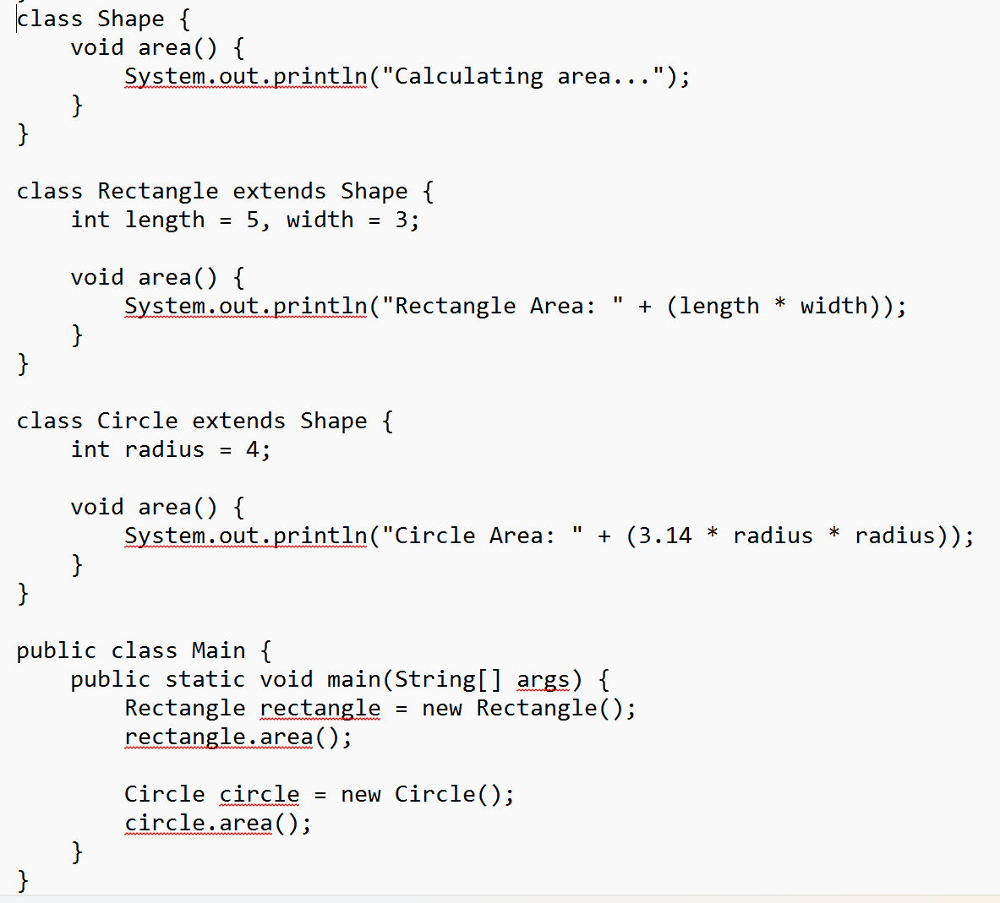 class Shape {
    void area() {
        System.out.println("Calculating area...");
    }
}

class Rectangle extends Shape {
    int length = 5, width = 3;

    void area() {
        System.out.println("Rectangle Area: " + (length * width));
    }
}

class Circle extends Shape {
    int radius = 4;

    void area() {
        System.out.println("Circle Area: " + (3.14 * radius * radius));
    }
}

public class Main {
    public static void main(String[] args) {
        Rectangle rectangle = new Rectangle();
        rectangle.area();

        Circle circle = new Circle();
        circle.area();
    }
}